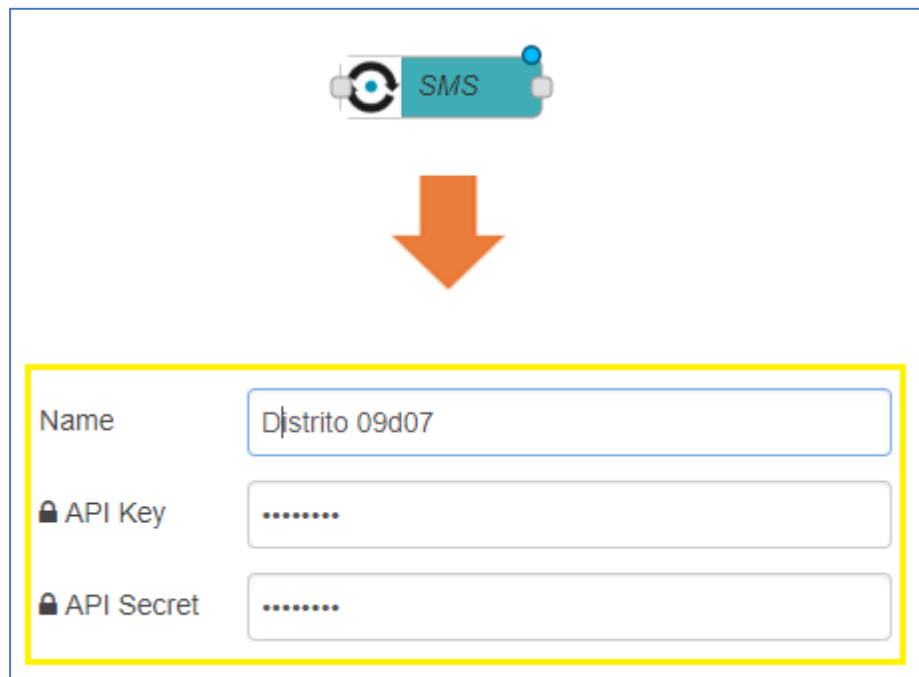 SMS
Name
Distrito 09d07
API Key
••••••••
API Secret
••••••••